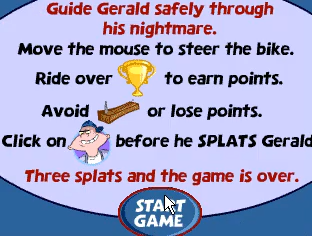 Guide Gerald safely through
his nightmare.
Move the mouse to steer the bike.
Ride over to earn points.
Avoid or lose points.
Click on before he SPLATS Gerald
Three splats and the game is over.
START
GAME